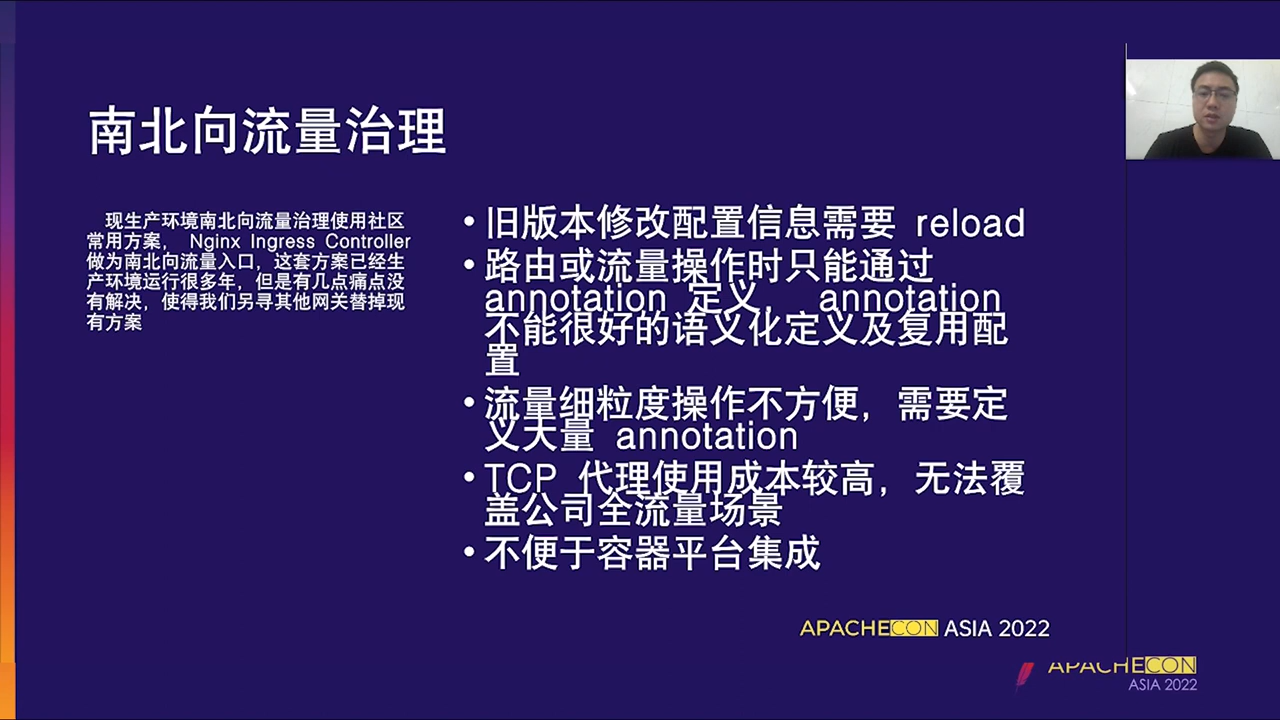 南北向流量治理
现生产环境南北向流量治理使用社区
常用方案， Nginx Ingress Controller
做为南北向流量入口，这套方案已经生
产环境运行很多年，但是有几点痛点没
有解决，使得我们另寻其他网关替掉现
有方案
• 旧版本修改配置信息需要 reload
• 路由或流量操作时只能通过
annotation 定义， annotation
不能很好的语义化定义及复用配
置
• 流量细粒度操作不方便，需要定
义大量 annotation
• TCP 代理使用成本较高，无法覆
盖公司全流量场景
• 不便于容器平台集成
APACHECON ASIA 2022
APACHECON
ASIA 2022